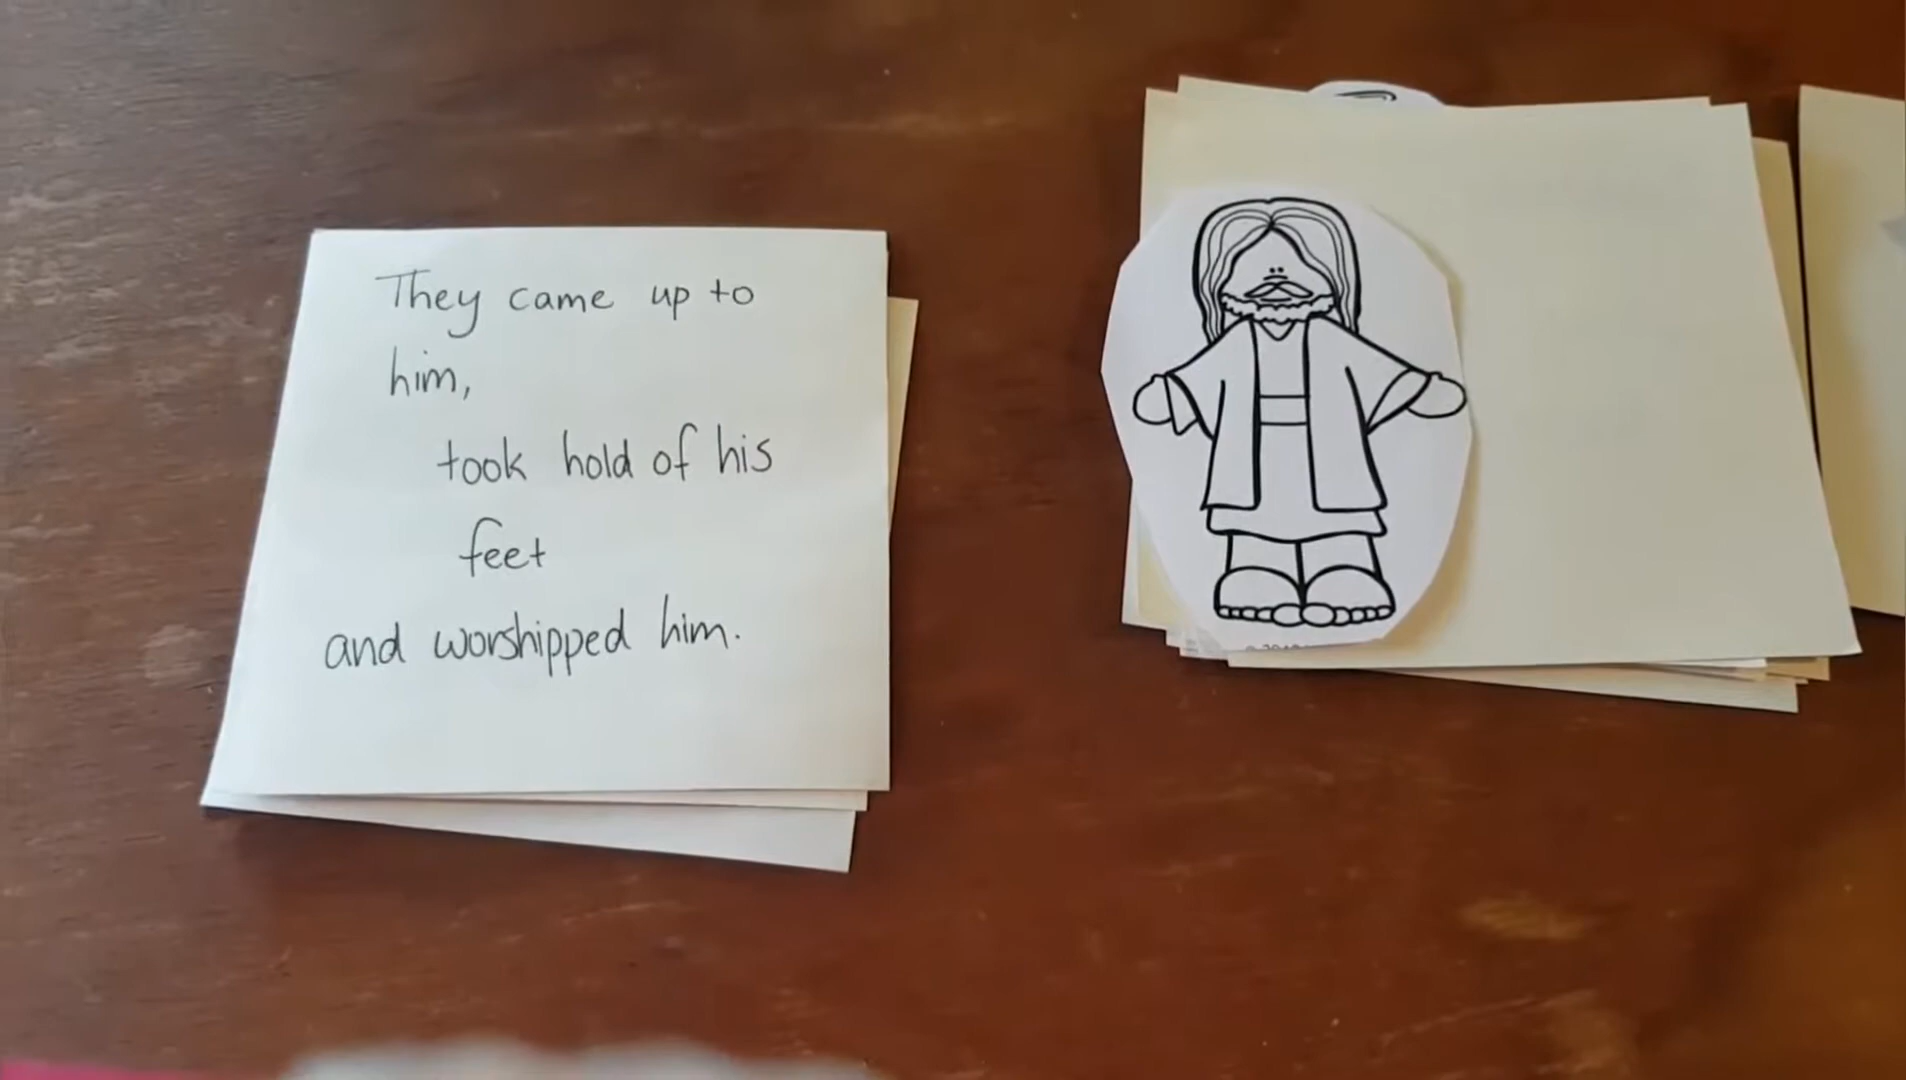 They came up to
him,
took hold of his
feet
and worshipped him.